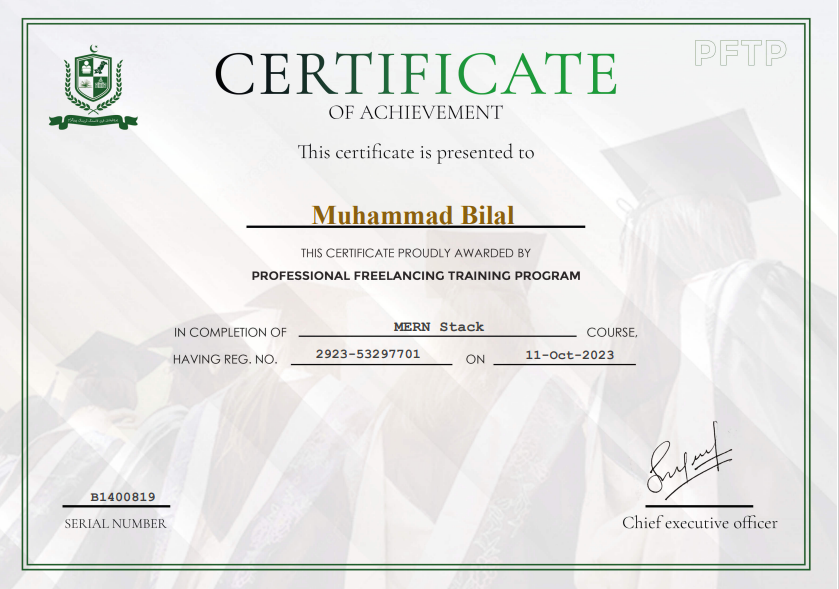 PFTP
CERTIFICATE
OF ACHIEVEMENT
This certificate is presented to
Muhammad Bilal
THIS CERTIFICATE PROUDLY AWARDED BY
PROFESSIONAL FREELANCING TRAINING PROGRAM
IN COMPLETION OF MERN Stack COURSE,
HAVING REG. NO. 2923-53297701 ON 11-Oct-2023
B1400819
SERIAL NUMBER
Chief executive officer